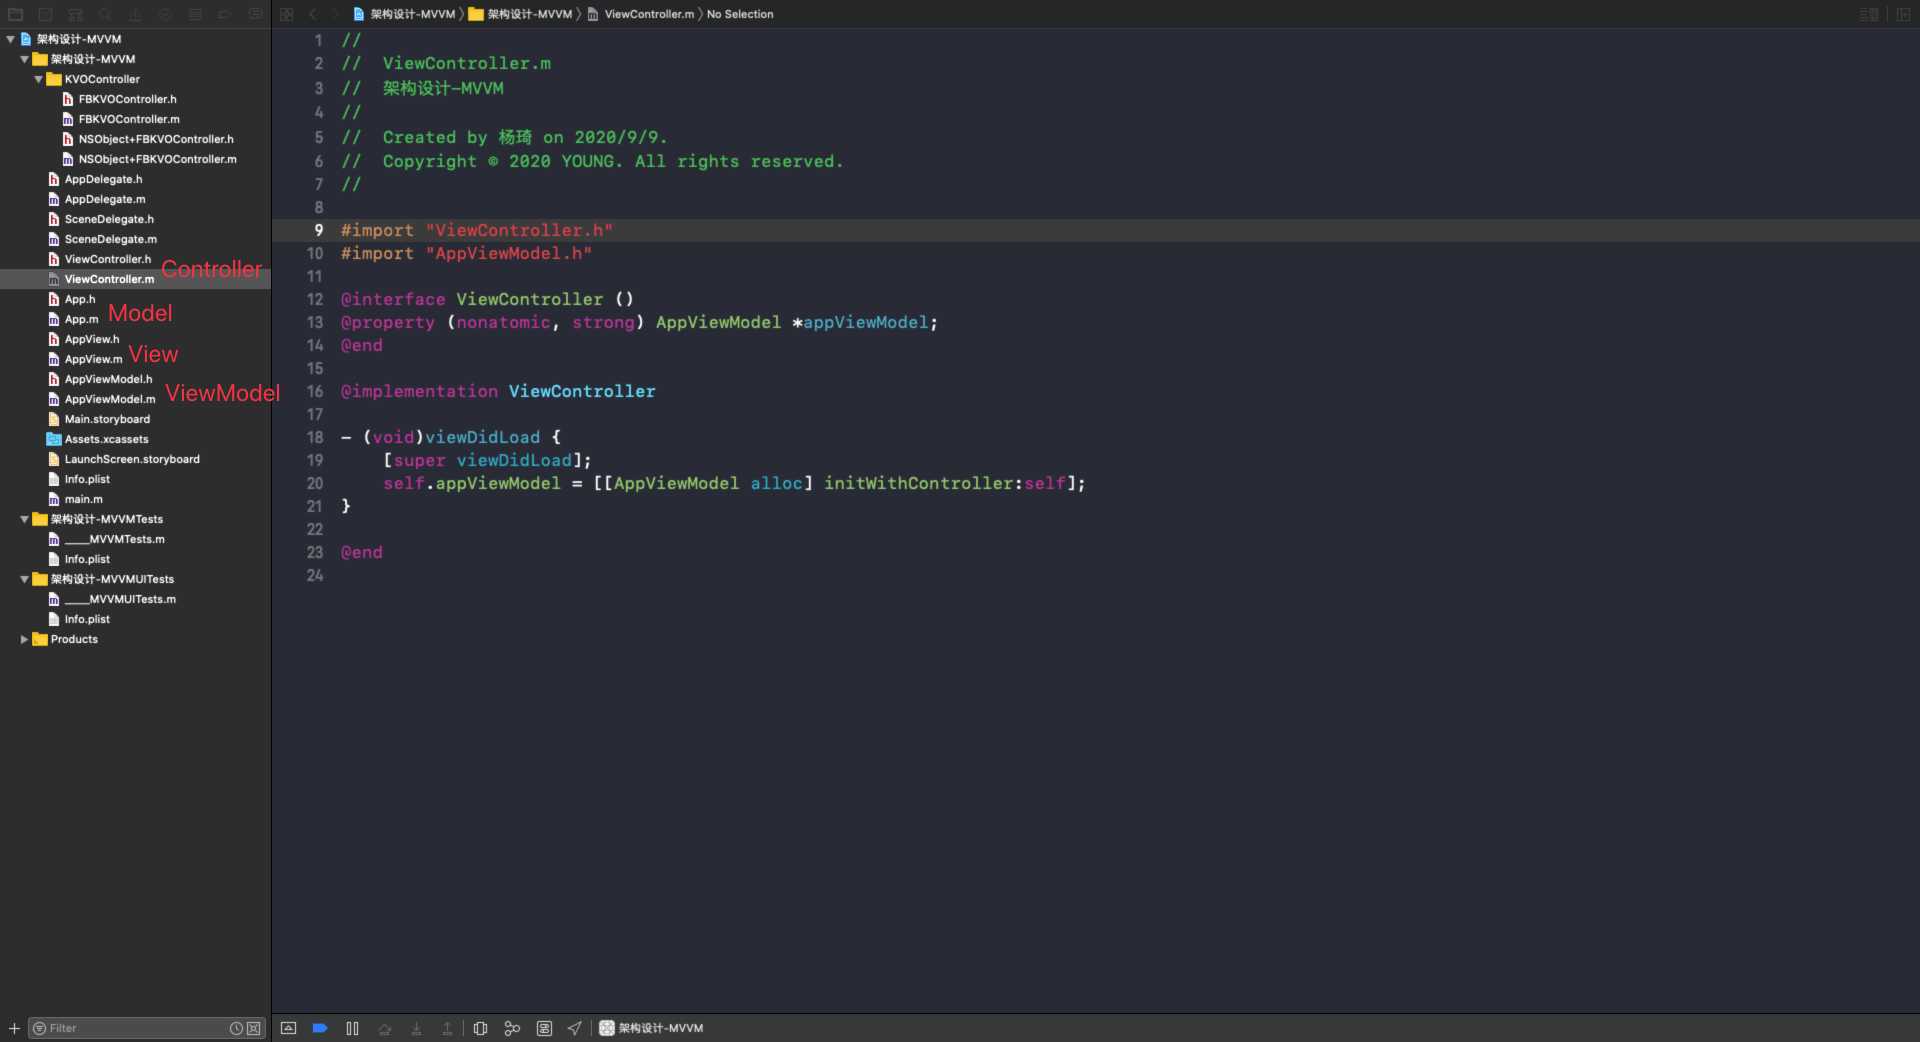 架构设计-MVVM 〉 架构设计-MVVM 〉 ViewController.m 〉 No Selection
架构设计-MVVM
架构设计-MVVM
KVOController
FBKVOController.h
FBKVOController.m
NSObject+FBKVOController.h
NSObject+FBKVOController.m
AppDelegate.h
AppDelegate.m
SceneDelegate.h
SceneDelegate.m
ViewController.h
ViewController.m Controller
App.h
App.m Model
AppView.h
AppView.m View
AppViewModel.h
AppViewModel.m ViewModel
Main.storyboard
Assets.xcassets
LaunchScreen.storyboard
Info.plist
main.m
架构设计-MVVMTests
_____MVVMTests.m
Info.plist
架构设计-MVVMUITests
_____MVVMUITests.m
Info.plist
Products
Filter
1 //
2 //  ViewController.m
3 //  架构设计-MVVM
4 //
5 //  Created by 杨琦 on 2020/9/9.
6 //  Copyright © 2020 YOUNG. All rights reserved.
7 //
8
9 #import "ViewController.h"
10 #import "AppViewModel.h"
11
12 @interface ViewController ()
13 @property (nonatomic, strong) AppViewModel *appViewModel;
14 @end
15
16 @implementation ViewController
17
18 - (void)viewDidLoad {
19     [super viewDidLoad];
20     self.appViewModel = [[AppViewModel alloc] initWithController:self];
21 }
22
23 @end
24
架构设计-MVVM